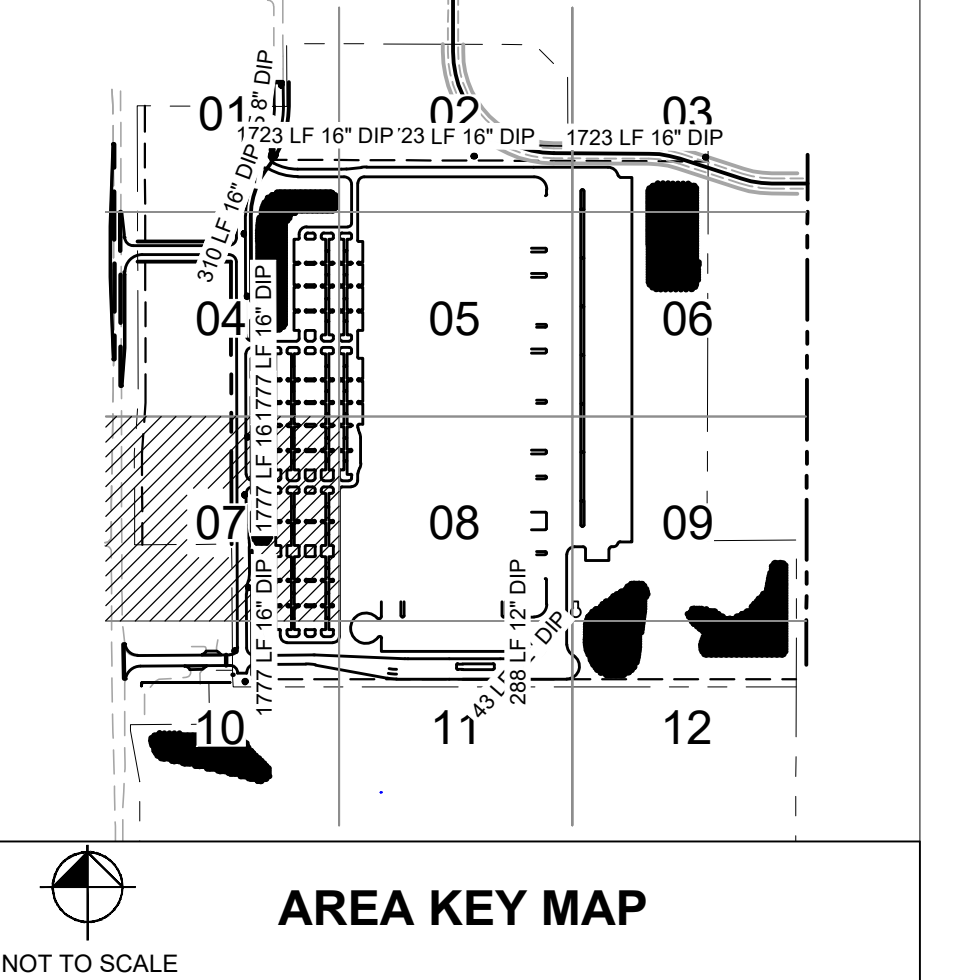 8" DIP
01
02
03
1723 LF 16" DIP
'23 LF 16" DIP
1723 LF 16" DIP
310 LF 16" DIP
04
05
06
1777 LF 16" DIP
1777 LF 16
07
08
09
1777 LF 16" DIP
288 LF 12" DIP
DIP
10
11
12
AREA KEY MAP
NOT TO SCALE